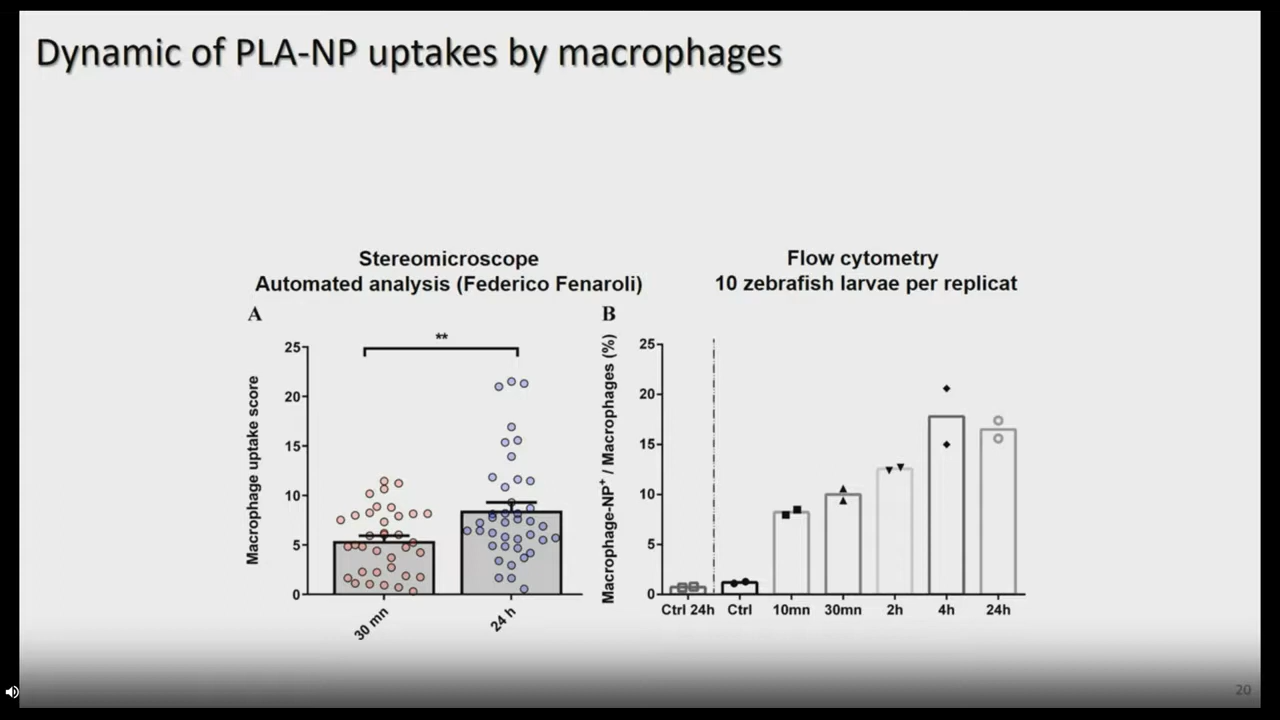 Dynamic of PLA-NP uptakes by macrophages
Stereomicroscope
Automated analysis (Federico Fenaroli)
A
**
Macrophage uptake score
25
20
15
10
5
0
30 mn
24 h
Flow cytometry
10 zebrafish larvae per replicat
B
Macrophage-NP⁺ / Macrophages (%)
25
20
15
10
5
0
Ctrl 24h
Ctrl
10mn
30mn
2h
4h
24h
20